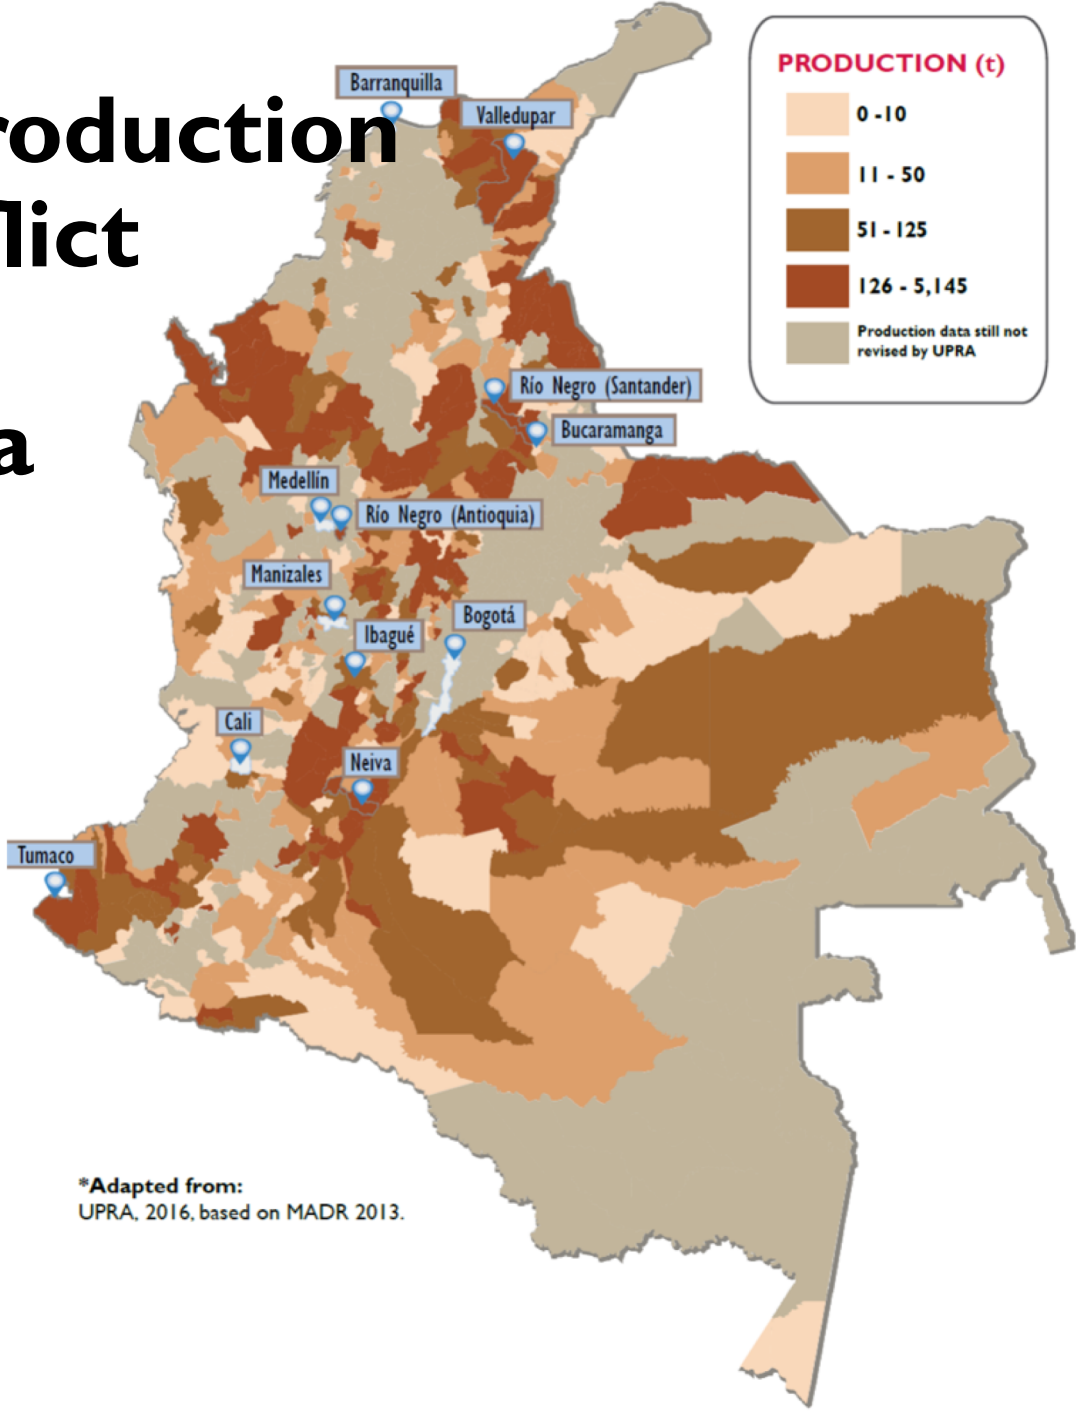 roduction
flict
a
PRODUCTION (t)
0 -10
11 - 50
51 - 125
126 - 5,145
Production data still not
revised by UPRA
Barranquilla
Valledupar
Río Negro (Santander)
Bucaramanga
Medellín
Río Negro (Antioquia)
Manizales
Bogotá
Ibagué
Cali
Neiva
Tumaco
*Adapted from:
UPRA, 2016, based on MADR 2013.